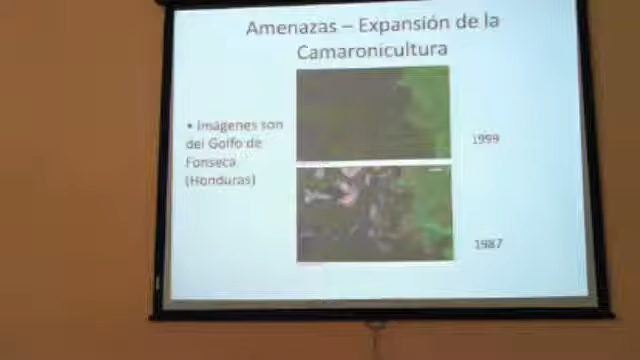 Amenazas – Expansión de la
Camaronicultura
• Imágenes son
del Golfo de
Fonseca
(Honduras)
1999
1987